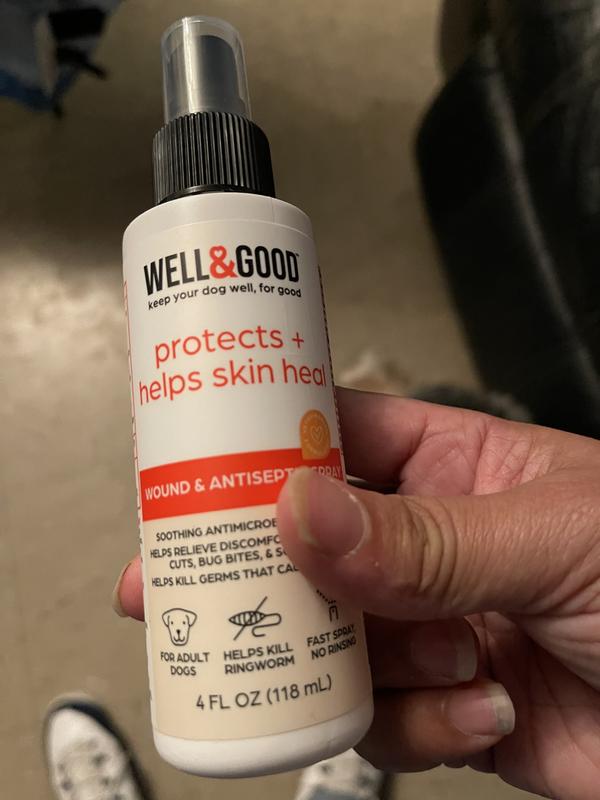 WELL&GOOD
keep your dog well, for good
protects +
helps skin heal
WOUND & ANTISEPTIC SPRAY
SOOTHING
HELPS RELIEVE
CUTS, BUG BITES, &
HELPS KILL GERMS THAT
FOR ADULT
DOGS
HELPS KILL
RINGWORM
FAST SPRAY,
NO RINSING
4 FL OZ (118 mL)